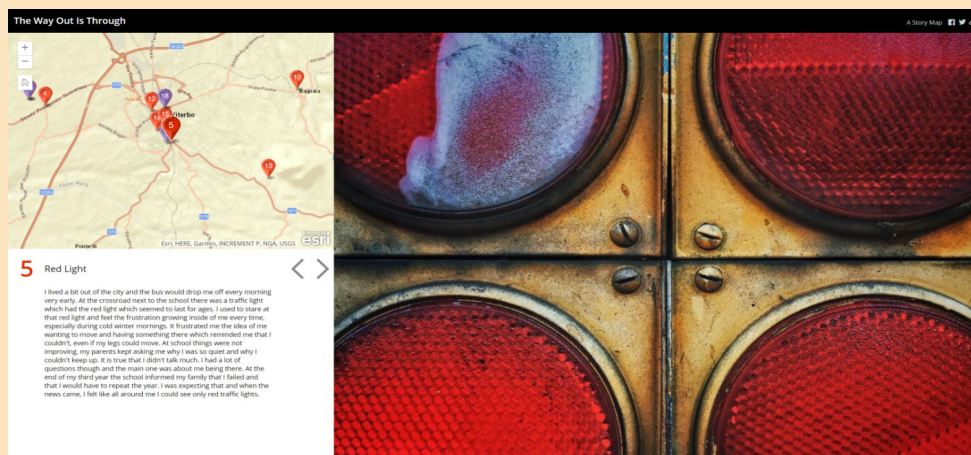 The Way Out Is Through
A Story Map
+
−
4
12
18
10
Bagnaia
Viterbo
5
13
Esri, HERE, Garmin, INCREMENT P, NGA, USGS
esri
5 Red Light
I lived a bit out of the city and the bus would drop me off every morning
very early. At the crossroad next to the school there was a traffic light
which had the red light which seemed to last for ages. I used to stare at
that red light and feel the frustration growing inside of me every time,
especially during cold winter mornings. It frustrated me the idea of me
wanting to move and having something there which reminded me that I
couldn't, even if my legs could move. At school things were not
improving, my parents kept asking me why I was so quiet and why I
couldn't keep up. It is true that I didn't talk much. I had a lot of
questions though and the main one was about me being there. At the
end of my third year the school informed my family that I failed and
that I would have to repeat the year. I was expecting that and when the
news came, I felt like all around me I could see only red traffic lights.